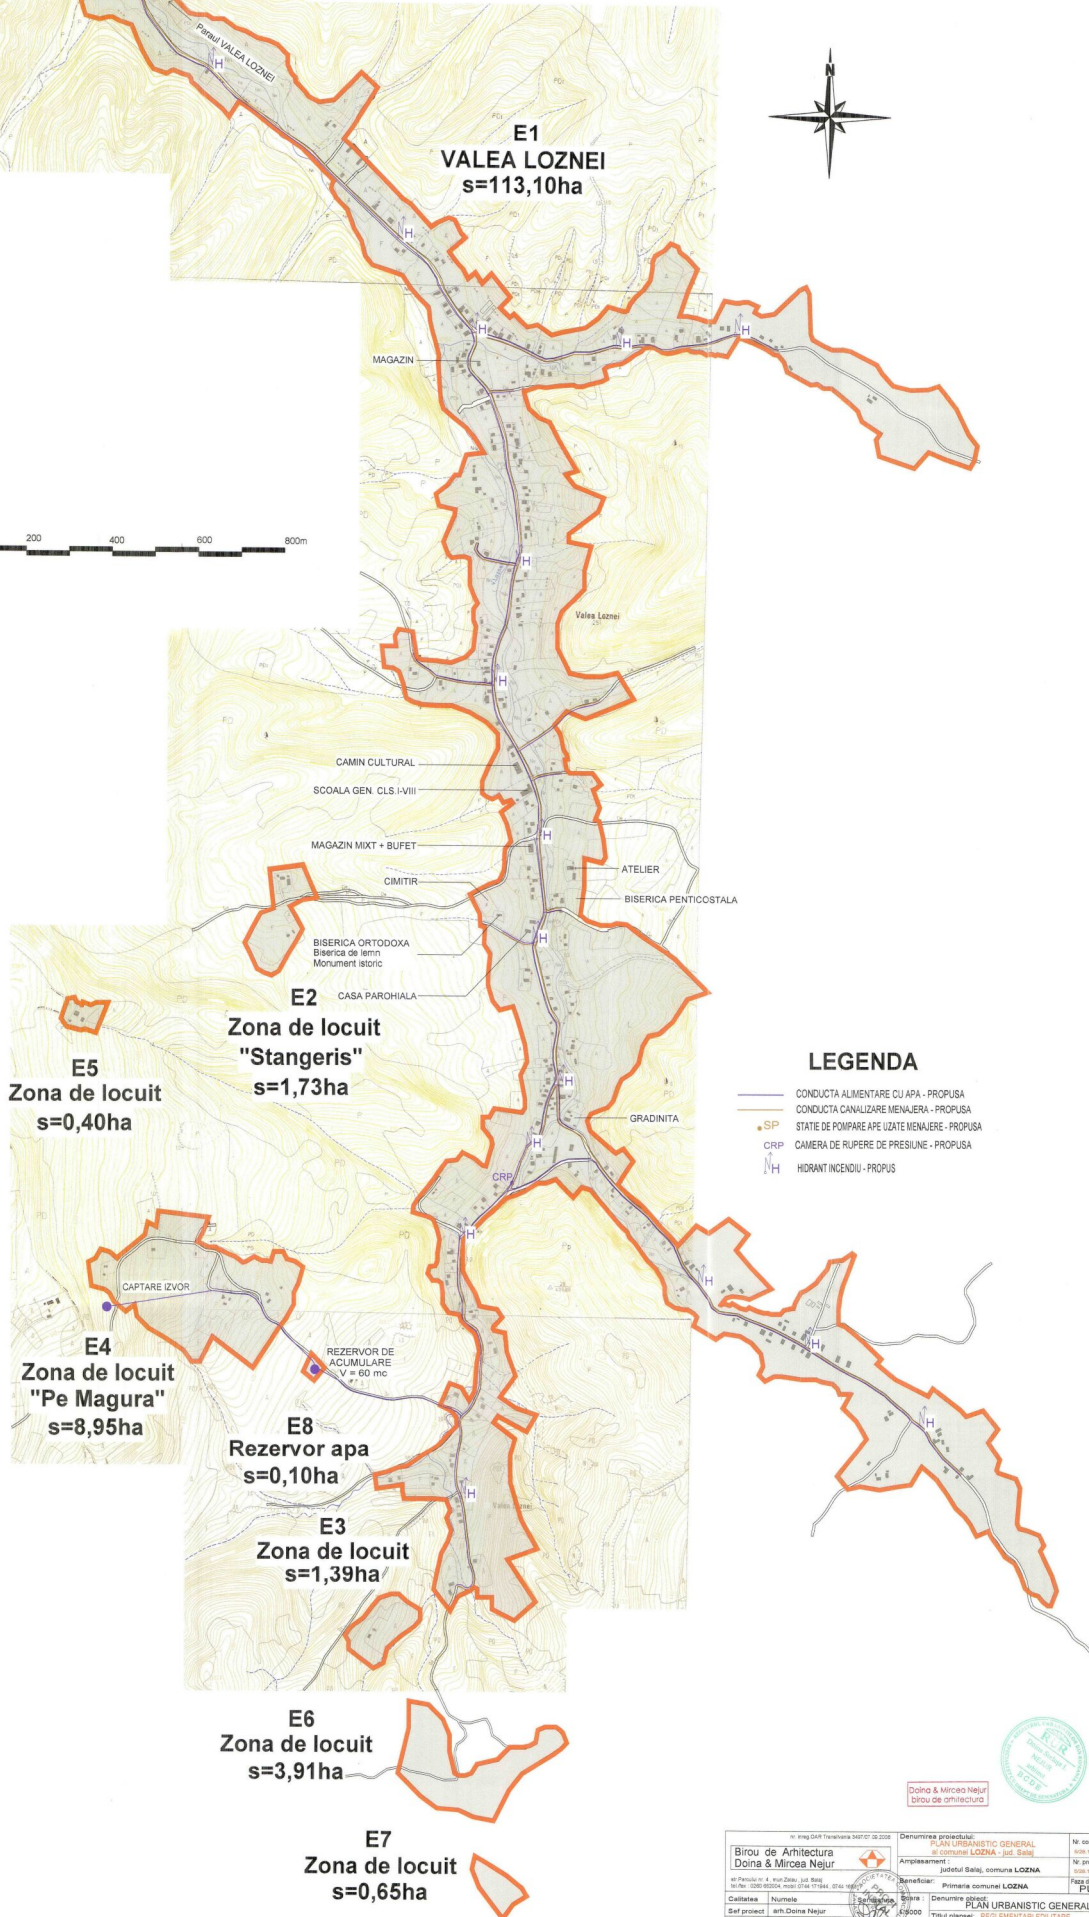 Paraul VALEA LOZNEI
N
E1
VALEA LOZNEI
s=113,10ha
MAGAZIN
200
400
600
800m
Valea Loznei
CAMIN CULTURAL
SCOALA GEN. CLS.I-VIII
MAGAZIN MIXT + BUFET
CIMITIR
ATELIER
BISERICA PENTICOSTALA
BISERICA ORTODOXA
Biserica de lemn
Monument istoric
CASA PAROHIALA
E2
Zona de locuit
"Stangeris"
s=1,73ha
E5
Zona de locuit
s=0,40ha
LEGENDA
CONDUCTA ALIMENTARE CU APA - PROPUSA
CONDUCTA CANALIZARE MENAJERA - PROPUSA
SP STATIE DE POMPARE APE UZATE MENAJERE - PROPUSA
CRP CAMERA DE RUPERE DE PRESIUNE - PROPUSA
H HIDRANT INCENDIU - PROPUS
GRADINITA
CRP
CAPTARE IZVOR
E4
Zona de locuit
"Pe Magura"
s=8,95ha
REZERVOR DE
ACUMULARE
V = 60 mc
E8
Rezervor apa
s=0,10ha
E3
Zona de locuit
s=1,39ha
E6
Zona de locuit
s=3,91ha
E7
Zona de locuit
s=0,65ha
Doina & Mircea Nejur
birou de arhitectura
Birou de Arhitectura
Doina & Mircea Nejur
Denumirea proiectului:
PLAN URBANISTIC GENERAL
al comunei LOZNA - jud. Salaj
Amplasament :
judetul Salaj, comuna LOZNA
Beneficiar: Primaria comunei LOZNA
Calitatea Numele
Sef proiect arh.Doina Nejur
Denumire obiect:
PLAN URBANISTIC GENERAL